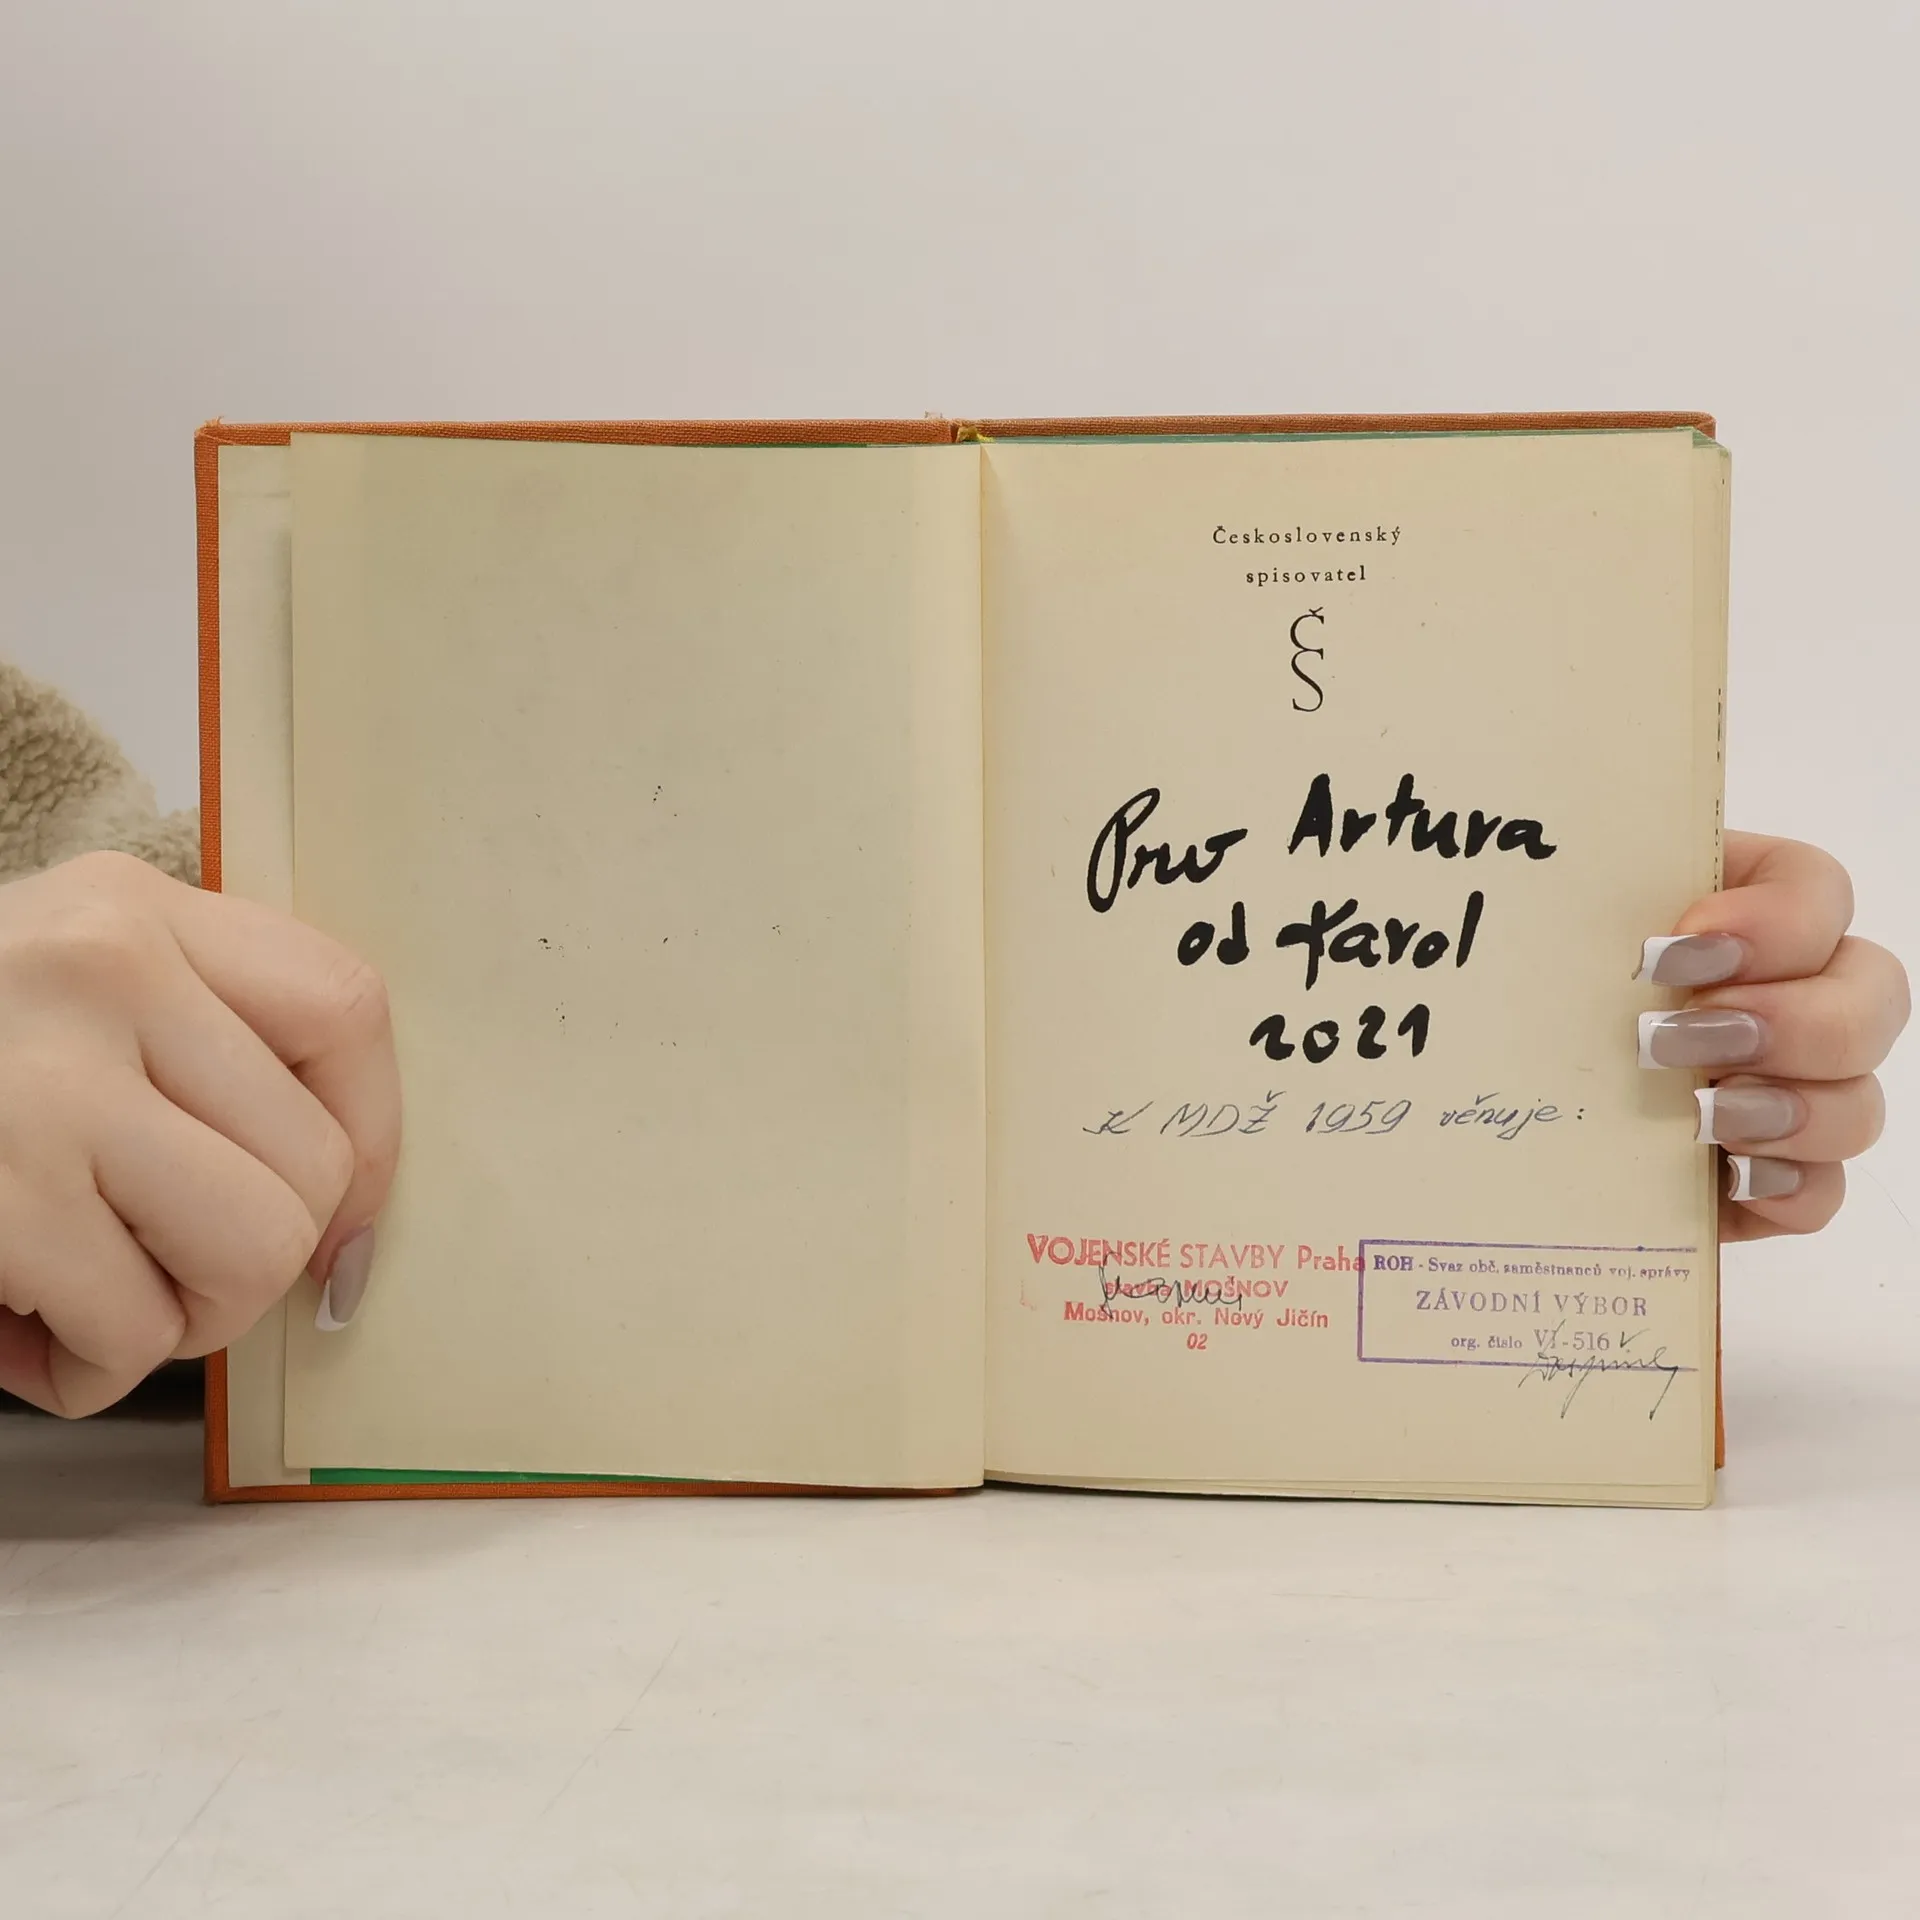 Československý
spisovatel
ČS
Pro Artura
od Karol
2021
K MDŽ 1959 věnuje:
VOJENSKÉ STAVBY Praha
stavba MOŠNOV
Mošnov, okr. Nový Jičín
02
ROH - Svaz obč. zaměstnanců voj. správy
ZÁVODNÍ VÝBOR
org. číslo VI-516